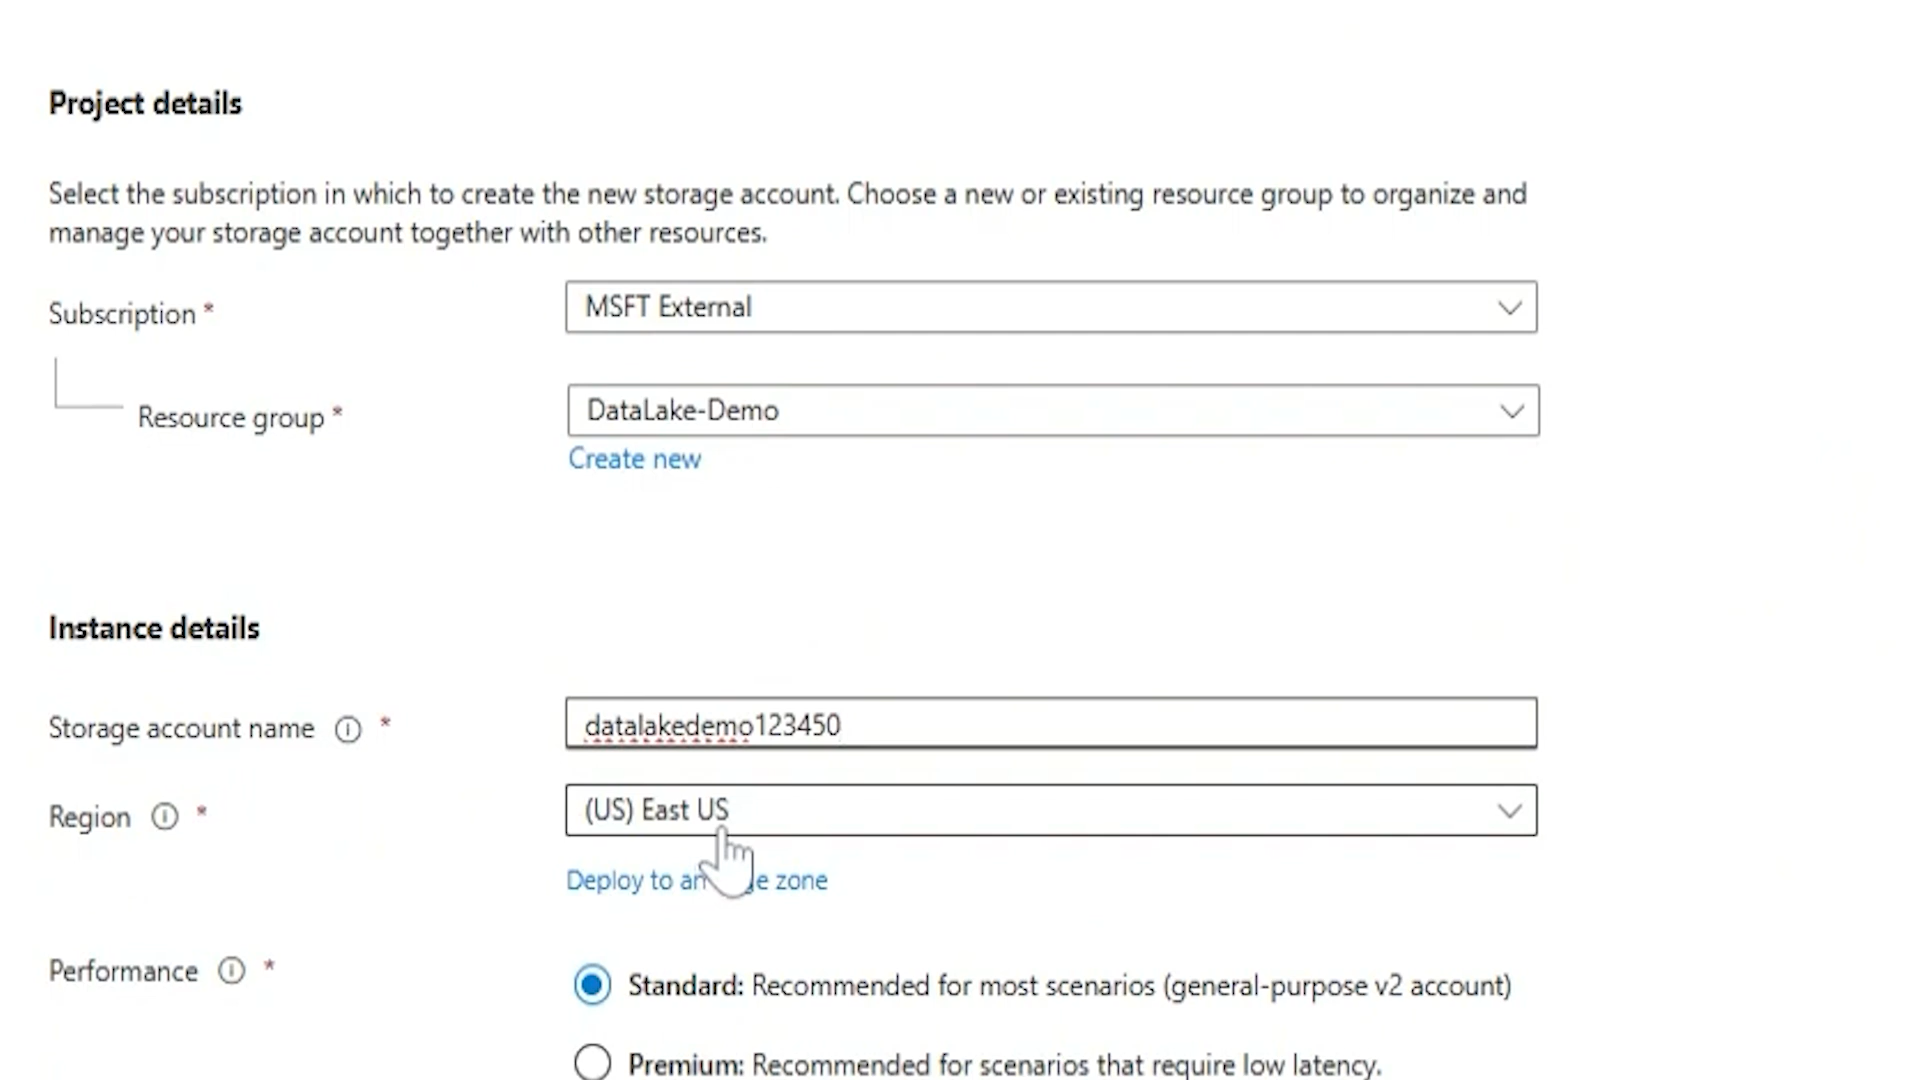 Project details
Select the subscription in which to create the new storage account. Choose a new or existing resource group to organize and
manage your storage account together with other resources.
Subscription *
MSFT External
Resource group *
DataLake-Demo
Create new
Instance details
Storage account name *
datalakedemo123450
Region *
(US) East US
Deploy to zone
Performance *
Standard: Recommended for most scenarios (general-purpose v2 account)
Premium: Recommended for scenarios that require low latency.